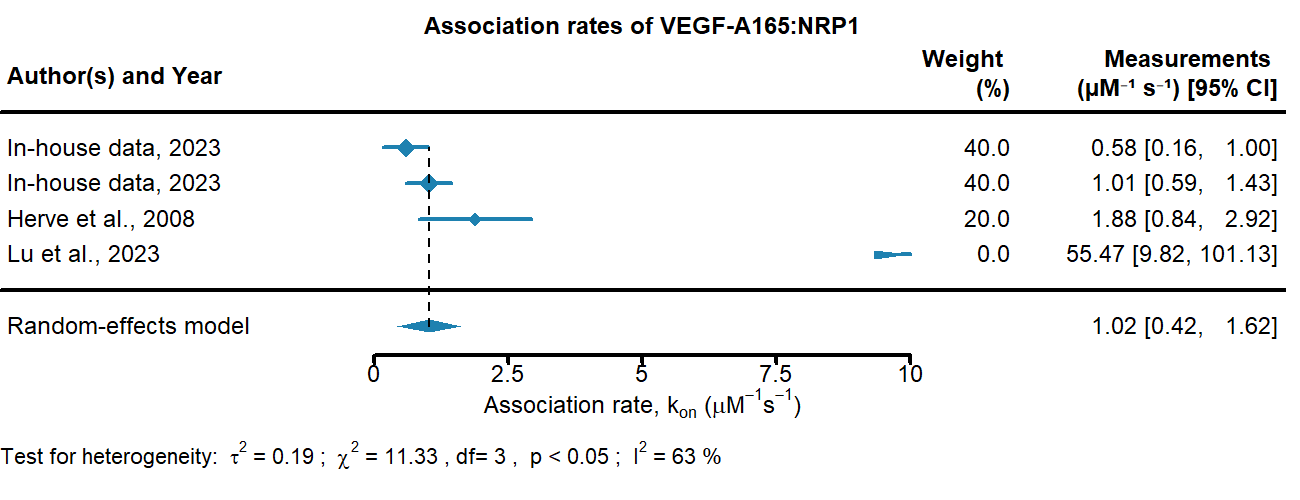 Association rates of VEGF-A165:NRP1
Author(s) and Year Weight (%) Measurements (µM⁻¹ s⁻¹) [95% CI]
In-house data, 2023 40.0 0.58 [0.16, 1.00]
In-house data, 2023 40.0 1.01 [0.59, 1.43]
Herve et al., 2008 20.0 1.88 [0.84, 2.92]
Lu et al., 2023 0.0 55.47 [9.82, 101.13]
Random-effects model 1.02 [0.42, 1.62]
0 2.5 5 7.5 10
Association rate, kon (μM⁻¹s⁻¹)
Test for heterogeneity: τ² = 0.19 ; χ² = 11.33 , df= 3 , p < 0.05 ; I² = 63 %